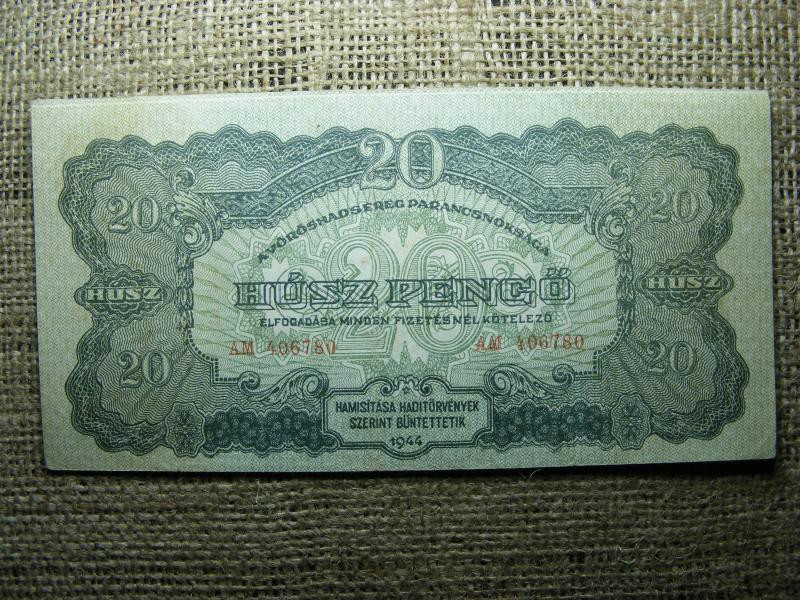 20
20
20
A VÖRÖSHADSEREG PARANCSNOKSÁGA
20
HÚSZ
HÚSZ PENGŐ
HÚSZ
ELFOGADÁSA MINDEN FIZETÉSNÉL KÖTELEZŐ
AM 406780
AM 406780
20
20
HAMISÍTÁSA HADITÖRVÉNYEK
SZERINT BÜNTETTETIK
1944